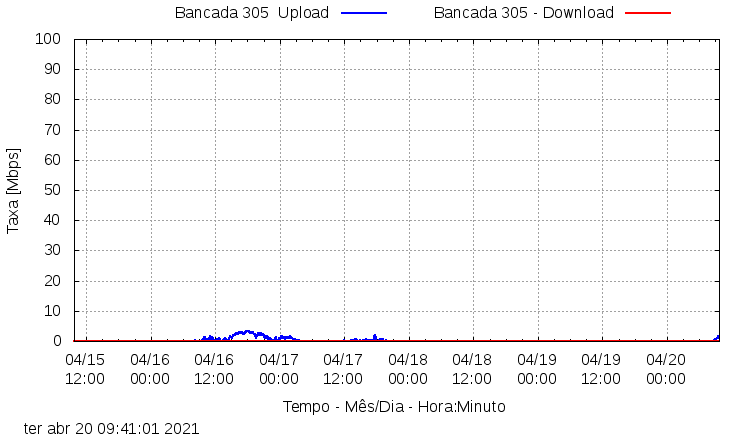 Bancada 305  Upload
Bancada 305 - Download
100
90
80
70
60
50
40
30
20
10
0
Taxa [Mbps]
04/15 04/16 04/16 04/17 04/17 04/18 04/18 04/19 04/19 04/20
12:00 00:00 12:00 00:00 12:00 00:00 12:00 00:00 12:00 00:00
Tempo - Mês/Dia - Hora:Minuto
ter abr 20 09:41:01 2021